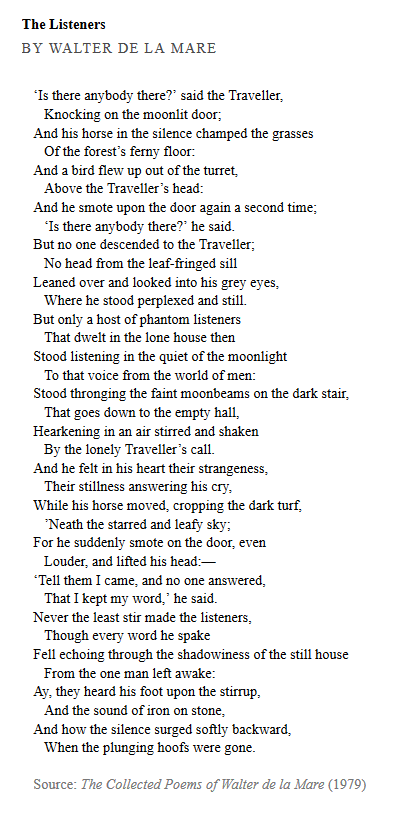 The Listeners
BY WALTER DE LA MARE
‘Is there anybody there?’ said the Traveller,
Knocking on the moonlit door;
And his horse in the silence champed the grasses
Of the forest’s ferny floor:
And a bird flew up out of the turret,
Above the Traveller’s head:
And he smote upon the door again a second time;
‘Is there anybody there?’ he said.
But no one descended to the Traveller;
No head from the leaf-fringed sill
Leaned over and looked into his grey eyes,
Where he stood perplexed and still.
But only a host of phantom listeners
That dwelt in the lone house then
Stood listening in the quiet of the moonlight
To that voice from the world of men:
Stood thronging the faint moonbeams on the dark stair,
That goes down to the empty hall,
Hearkening in an air stirred and shaken
By the lonely Traveller’s call.
And he felt in his heart their strangeness,
Their stillness answering his cry,
While his horse moved, cropping the dark turf,
’Neath the starred and leafy sky;
For he suddenly smote on the door, even
Louder, and lifted his head:—
‘Tell them I came, and no one answered,
That I kept my word,’ he said.
Never the least stir made the listeners,
Though every word he spake
Fell echoing through the shadowiness of the still house
From the one man left awake:
Ay, they heard his foot upon the stirrup,
And the sound of iron on stone,
And how the silence surged softly backward,
When the plunging hoofs were gone.
Source: The Collected Poems of Walter de la Mare (1979)